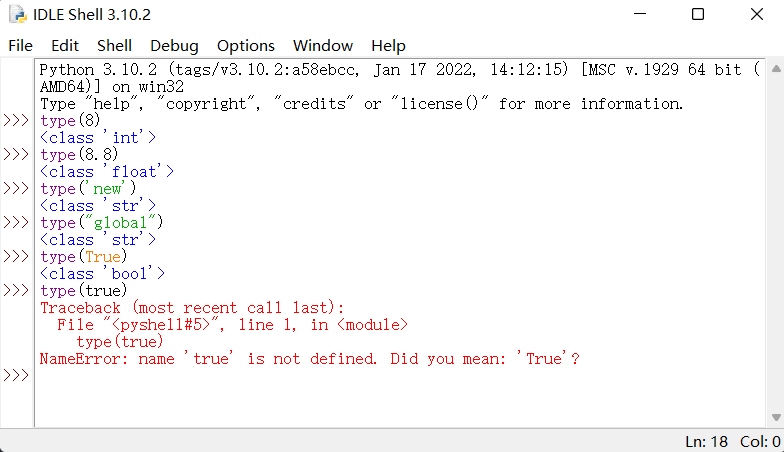 IDLE Shell 3.10.2
File Edit Shell Debug Options Window Help
Python 3.10.2 (tags/v3.10.2:a58ebcc, Jan 17 2022, 14:12:15) [MSC v.1929 64 bit (
AMD64)] on win32
Type "help", "copyright", "credits" or "license()" for more information.
>>> type(8)
<class 'int'>
>>> type(8.8)
<class 'float'>
>>> type('new')
<class 'str'>
>>> type("global")
<class 'str'>
>>> type(True)
<class 'bool'>
>>> type(true)
Traceback (most recent call last):
  File "<pyshell#5>", line 1, in <module>
    type(true)
NameError: name 'true' is not defined. Did you mean: 'True'?
>>>
Ln: 18 Col: 0